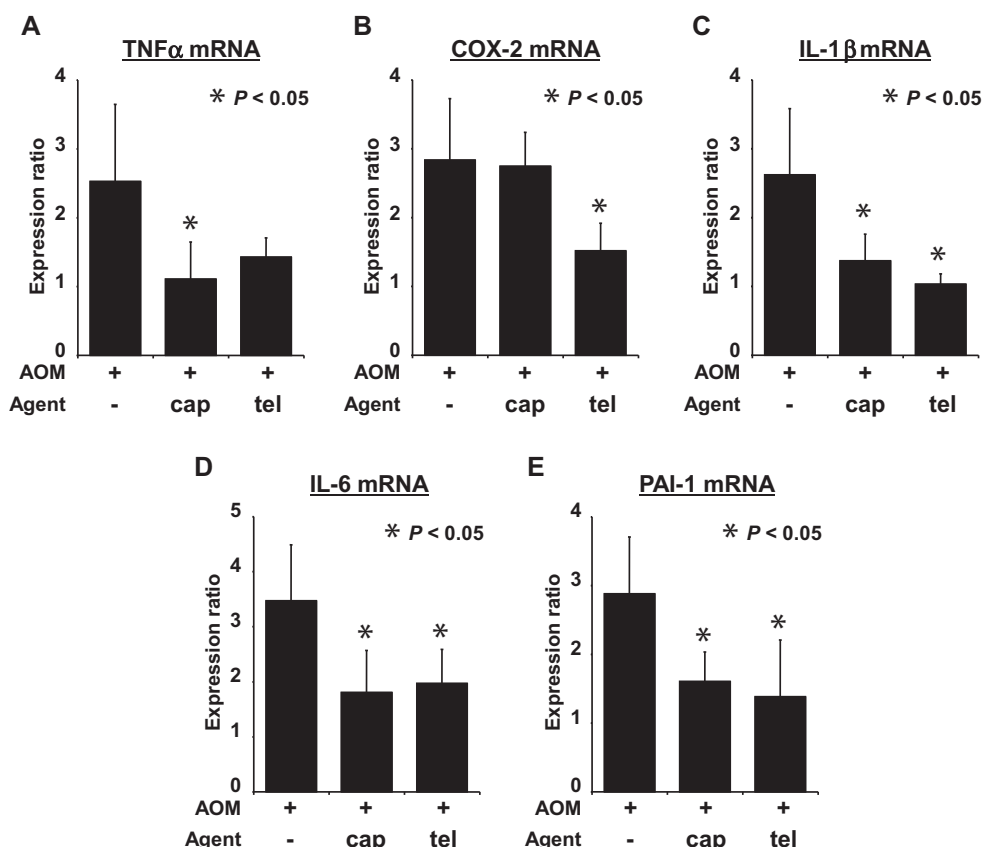 A
TNFα mRNA
* P < 0.05
Expression ratio
4
3
2
1
0
AOM + + +
Agent - cap tel
B
COX-2 mRNA
* P < 0.05
Expression ratio
4
3
2
1
0
*
AOM + + +
Agent - cap tel
C
IL-1β mRNA
* P < 0.05
Expression ratio
4
3
2
1
0
*
*
AOM + + +
Agent - cap tel
D
IL-6 mRNA
* P < 0.05
Expression ratio
5
4
3
2
1
0
* *
AOM + + +
Agent - cap tel
E
PAI-1 mRNA
* P < 0.05
Expression ratio
4
3
2
1
0
*
*
AOM + + +
Agent - cap tel